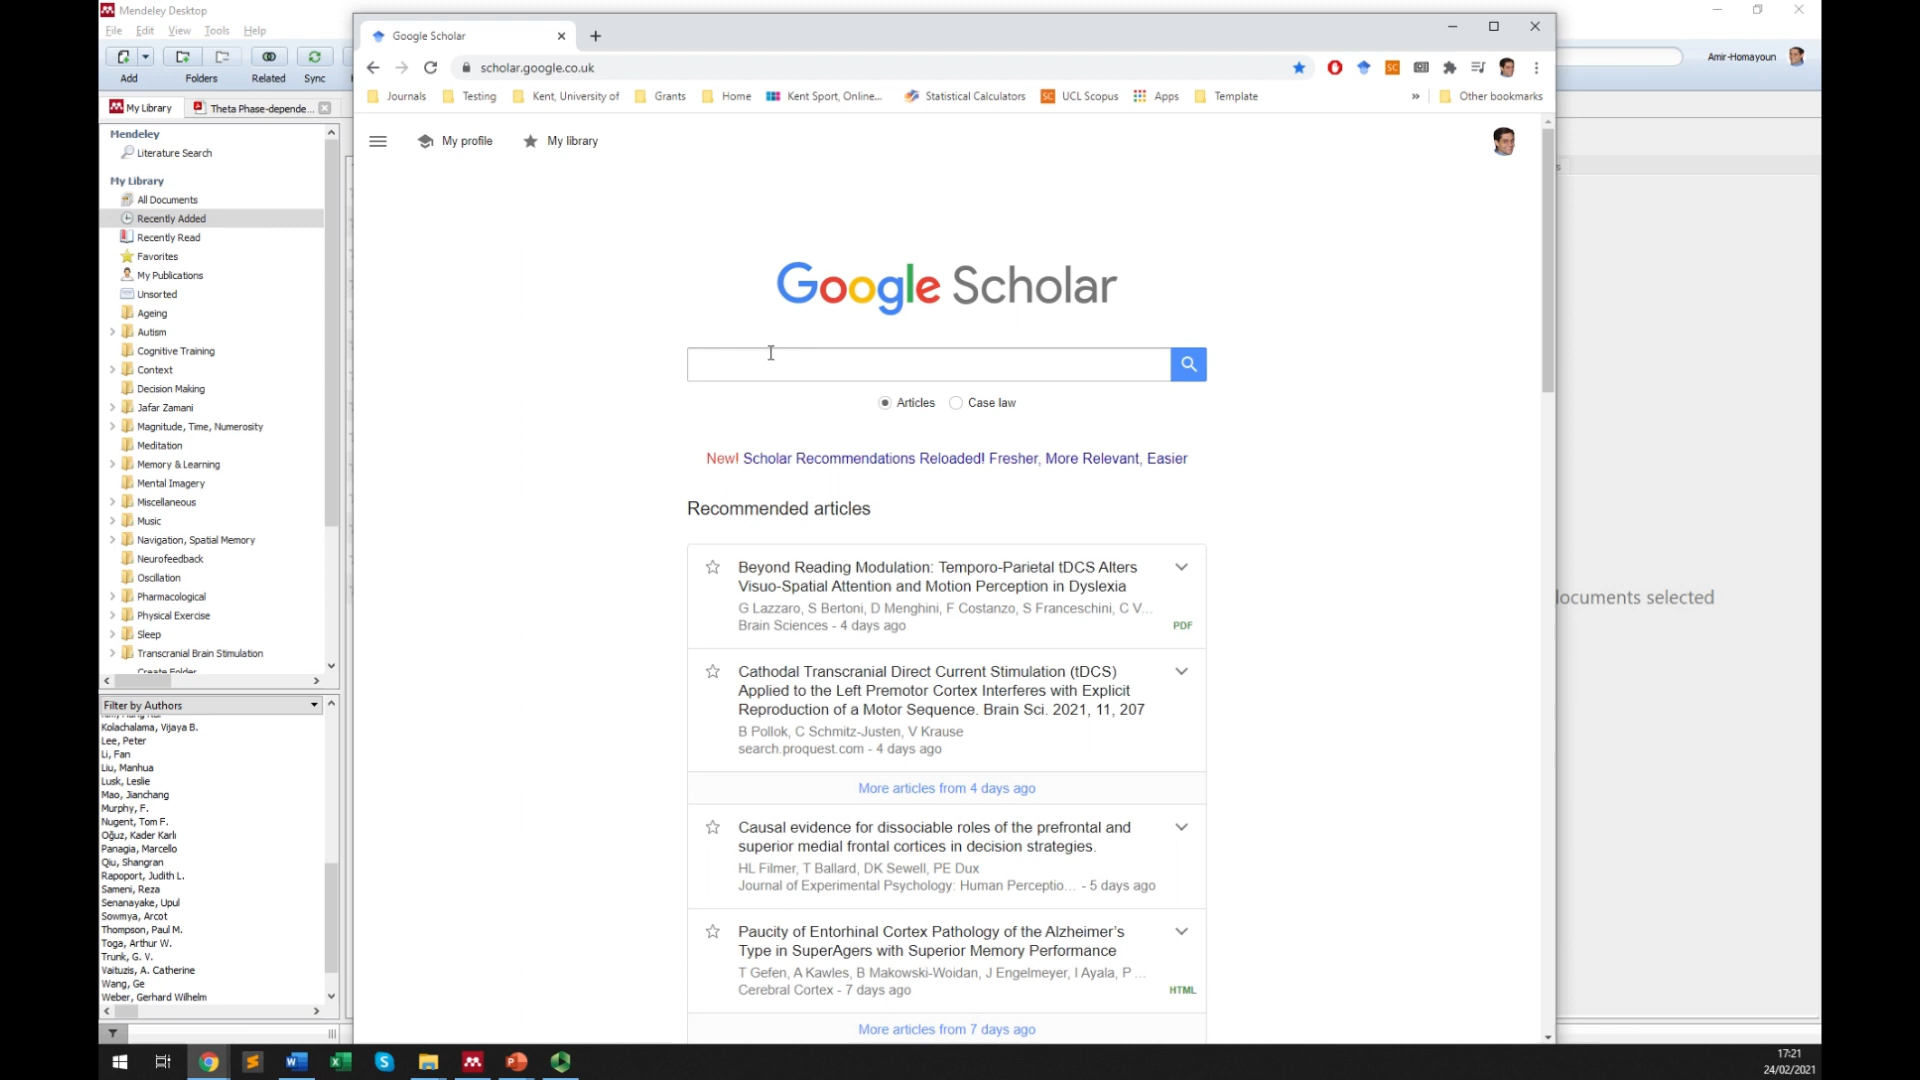 Mendeley Desktop
File Edit View Tools Help
Add Folders Related Sync
My Library Theta Phase-depende...
Mendeley
Literature Search
My Library
All Documents
Recently Added
Recently Read
Favorites
My Publications
Unsorted
Ageing
Autism
Cognitive Training
Context
Decision Making
Jafar Zamani
Magnitude, Time, Numerosity
Meditation
Memory & Learning
Mental Imagery
Miscellaneous
Music
Navigation, Spatial Memory
Neurofeedback
Oscillation
Pharmacological
Physical Exercise
Sleep
Transcranial Brain Stimulation
Create Folder
Filter by Authors
Kolachalama, Vijaya B.
Lee, Peter
Li, Fan
Liu, Manhua
Lusk, Leslie
Mao, Jianchang
Murphy, F.
Nugent, Tom F.
Oğuz, Kader Karlı
Panagia, Marcello
Qiu, Shangran
Rapoport, Judith L.
Sameni, Reza
Senanayake, Upul
Sowmya, Arcot
Thompson, Paul M.
Toga, Arthur W.
Trunk, G. V.
Vaituzis, A. Catherine
Wang, Ge
Weber, Gerhard Wilhelm
Google Scholar
scholar.google.co.uk
SC
Journals Testing Kent, University of Grants Home Kent Sport, Online... Statistical Calculators SC UCL Scopus Apps Template » Other bookmarks
My profile My library
Google Scholar
Articles Case law
New! Scholar Recommendations Reloaded! Fresher, More Relevant, Easier
Recommended articles
Beyond Reading Modulation: Temporo-Parietal tDCS Alters
Visuo-Spatial Attention and Motion Perception in Dyslexia
G Lazzaro, S Bertoni, D Menghini, F Costanzo, S Franceschini, C V...
Brain Sciences - 4 days ago
PDF
Cathodal Transcranial Direct Current Stimulation (tDCS)
Applied to the Left Premotor Cortex Interferes with Explicit
Reproduction of a Motor Sequence. Brain Sci. 2021, 11, 207
B Pollok, C Schmitz-Justen, V Krause
search.proquest.com - 4 days ago
More articles from 4 days ago
Causal evidence for dissociable roles of the prefrontal and
superior medial frontal cortices in decision strategies.
HL Filmer, T Ballard, DK Sewell, PE Dux
Journal of Experimental Psychology: Human Perceptio... - 5 days ago
Paucity of Entorhinal Cortex Pathology of the Alzheimer's
Type in SuperAgers with Superior Memory Performance
T Gefen, A Kawles, B Makowski-Woidan, J Engelmeyer, I Ayala, P ...
Cerebral Cortex - 7 days ago
HTML
More articles from 7 days ago
Amir-Homayoun
documents selected
17:21
24/02/2021